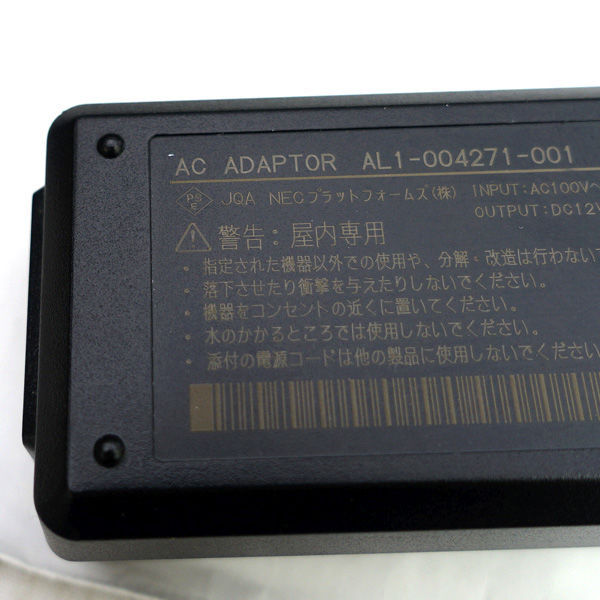 AC ADAPTOR AL1-004271-001
PS E JQA NECプラットフォームズ(株) INPUT:AC100V~
OUTPUT:DC12V
警告:屋内専用
・指定された機器以外での使用や、分解・改造は行わないで
・落下させたり衝撃を与えたりしないでください。
・機器をコンセントの近くに置いてください。
・水のかかるところでは使用しないでください。
・添付の電源コードは他の製品に使用しないでください